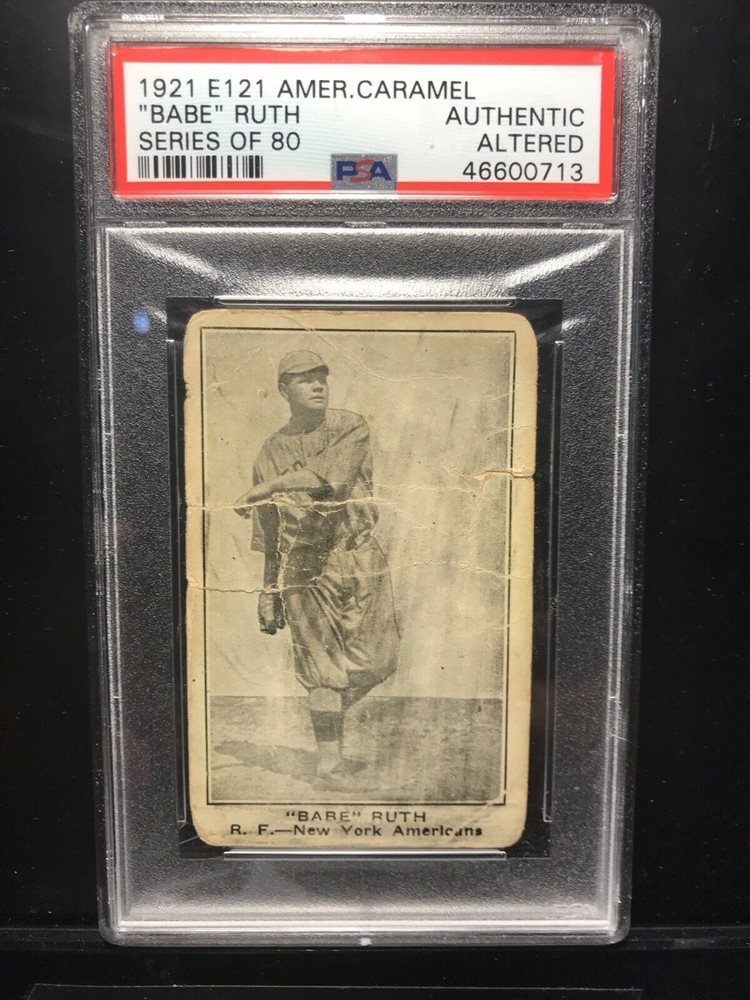 1921 E121 AMER.CARAMEL
"BABE" RUTH AUTHENTIC
SERIES OF 80 ALTERED
PSA 46600713
"BABE" RUTH
R. F.—New York Americans